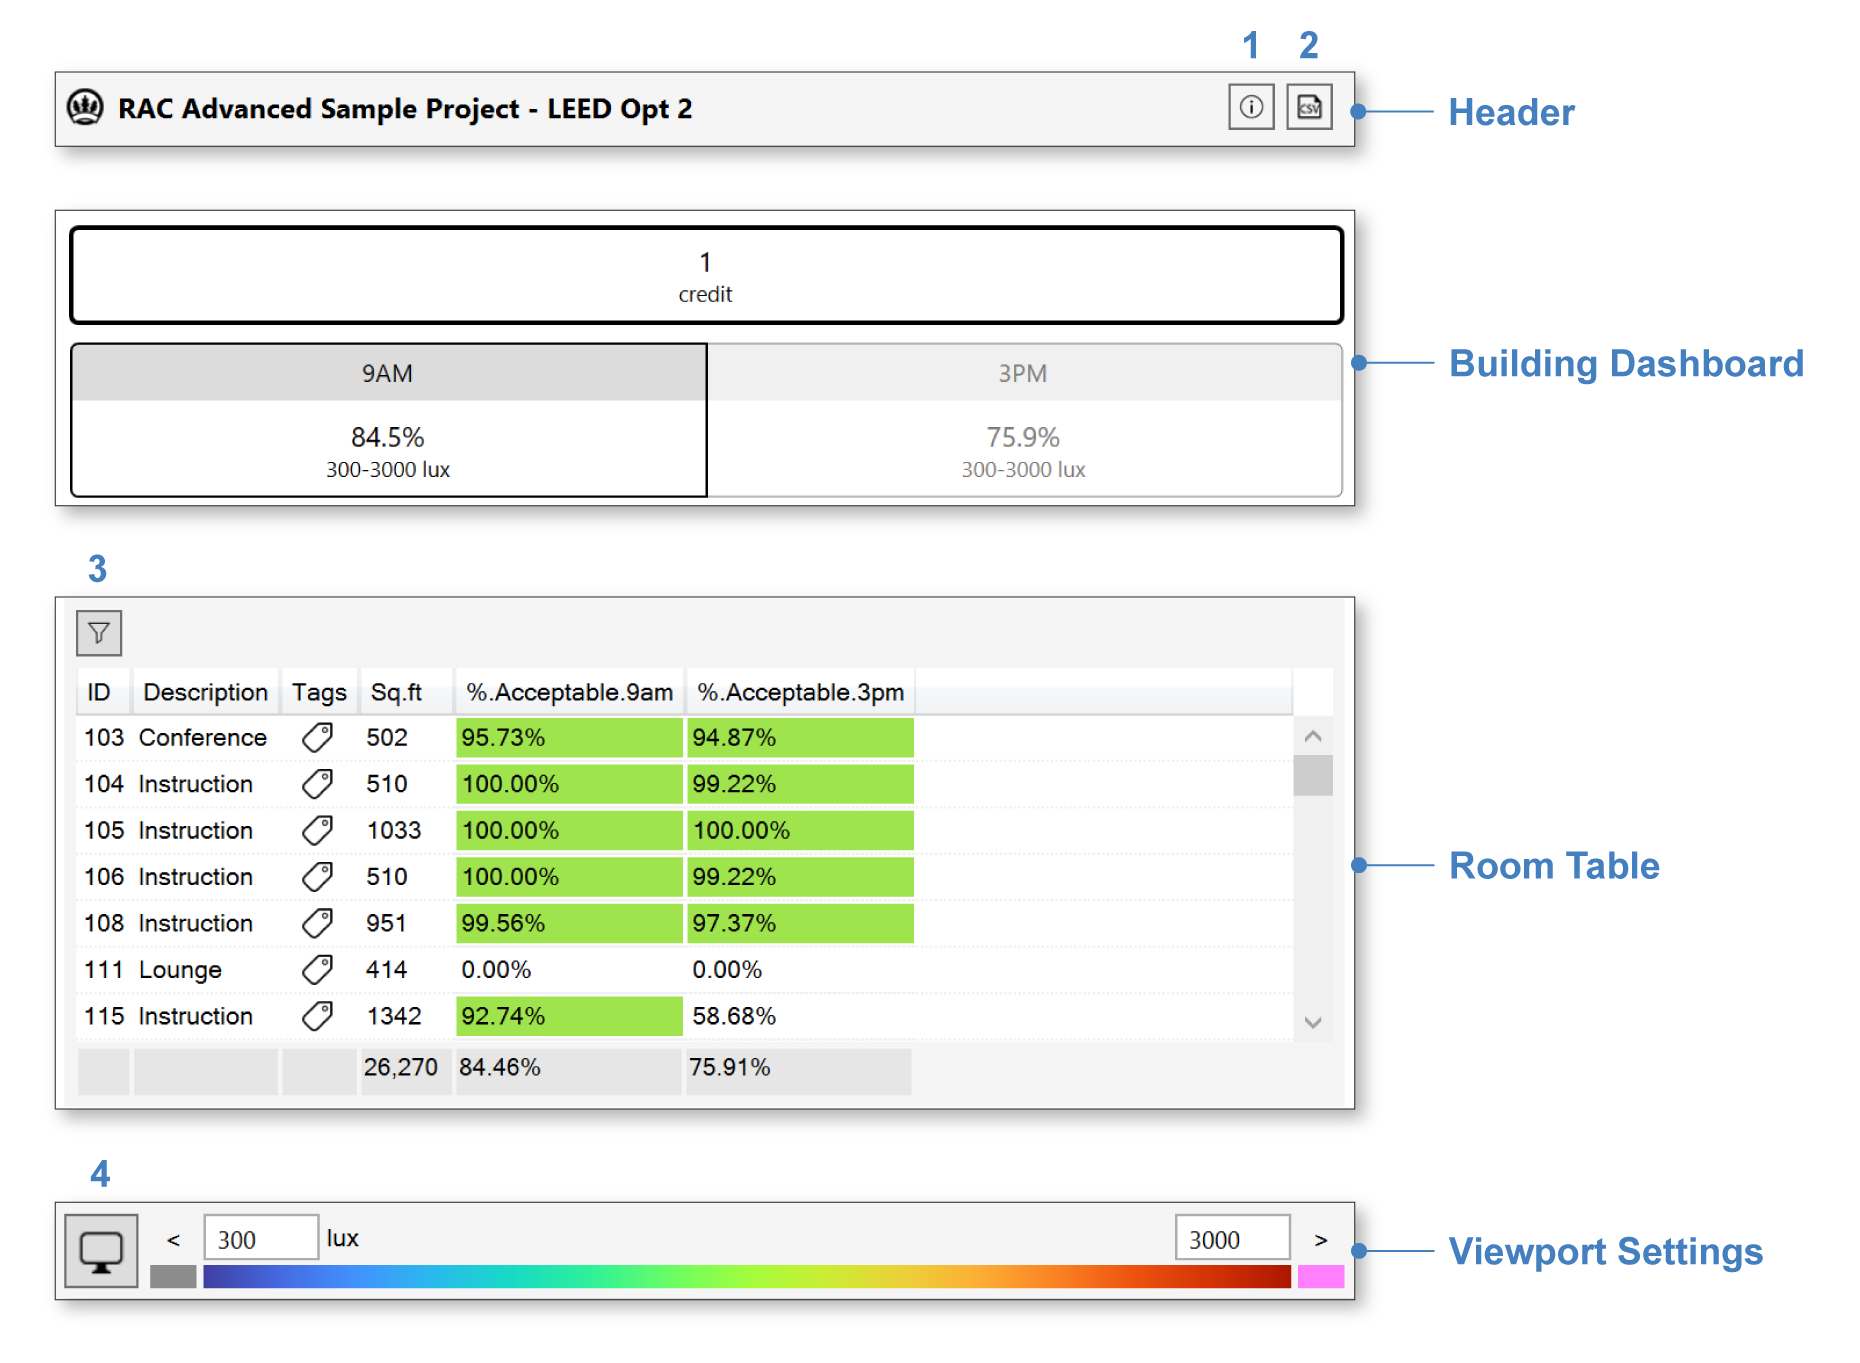 1 2
RAC Advanced Sample Project - LEED Opt 2
CSV
Header
1
credit
9AM 3PM
84.5% 75.9%
300-3000 lux 300-3000 lux
Building Dashboard
3
ID Description Tags Sq.ft %.Acceptable.9am %.Acceptable.3pm
103 Conference 502 95.73% 94.87%
104 Instruction 510 100.00% 99.22%
105 Instruction 1033 100.00% 100.00%
106 Instruction 510 100.00% 99.22%
108 Instruction 951 99.56% 97.37%
111 Lounge 414 0.00% 0.00%
115 Instruction 1342 92.74% 58.68%
26,270 84.46% 75.91%
Room Table
4
< 300 lux 3000 >
Viewport Settings